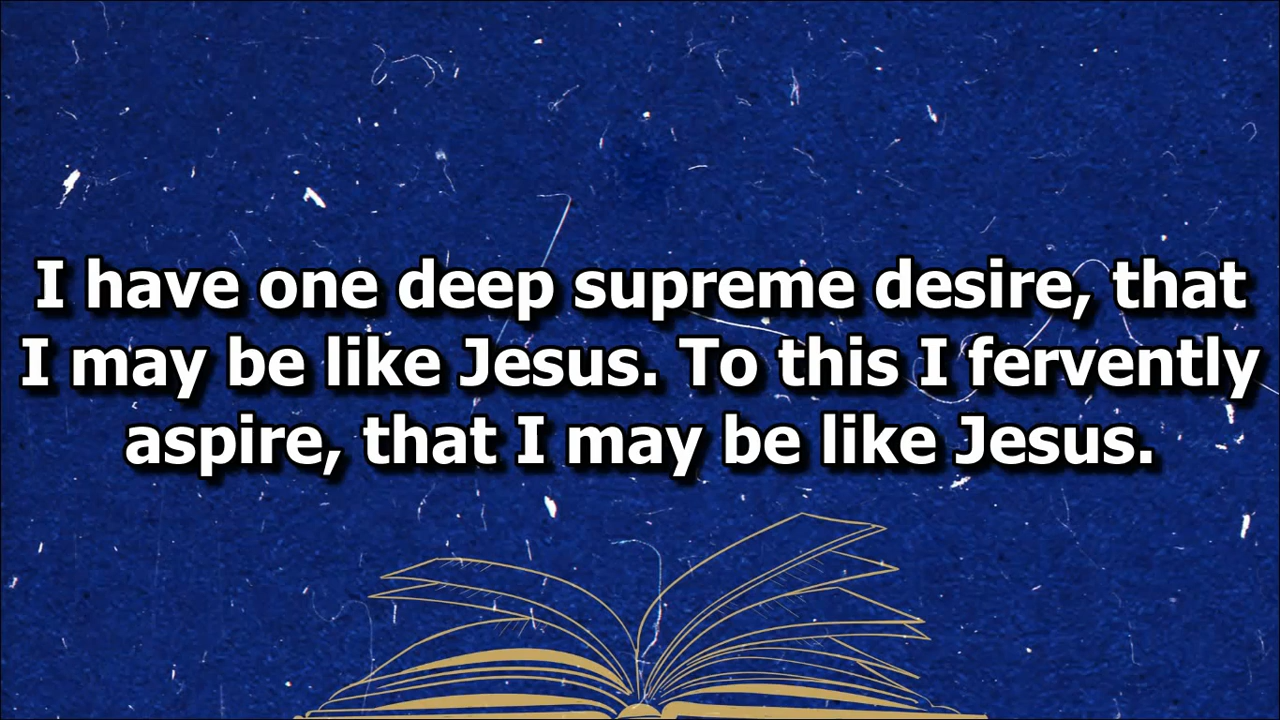 I have one deep supreme desire, that
I may be like Jesus. To this I fervently
aspire, that I may be like Jesus.